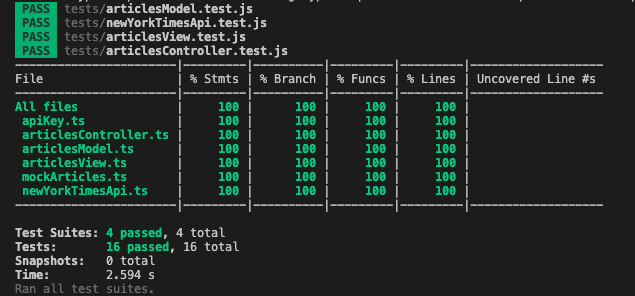 PASS tests/articlesModel.test.js
PASS tests/newYorkTimesApi.test.js
PASS tests/articlesView.test.js
PASS tests/articlesController.test.js
File | % Stmts | % Branch | % Funcs | % Lines | Uncovered Line #s
All files | 100 | 100 | 100 | 100 |
apiKey.ts | 100 | 100 | 100 | 100 |
articlesController.ts | 100 | 100 | 100 | 100 |
articlesModel.ts | 100 | 100 | 100 | 100 |
articlesView.ts | 100 | 100 | 100 | 100 |
mockArticles.ts | 100 | 100 | 100 | 100 |
newYorkTimesApi.ts | 100 | 100 | 100 | 100 |
Test Suites: 4 passed, 4 total
Tests: 16 passed, 16 total
Snapshots: 0 total
Time: 2.594 s
Ran all test suites.